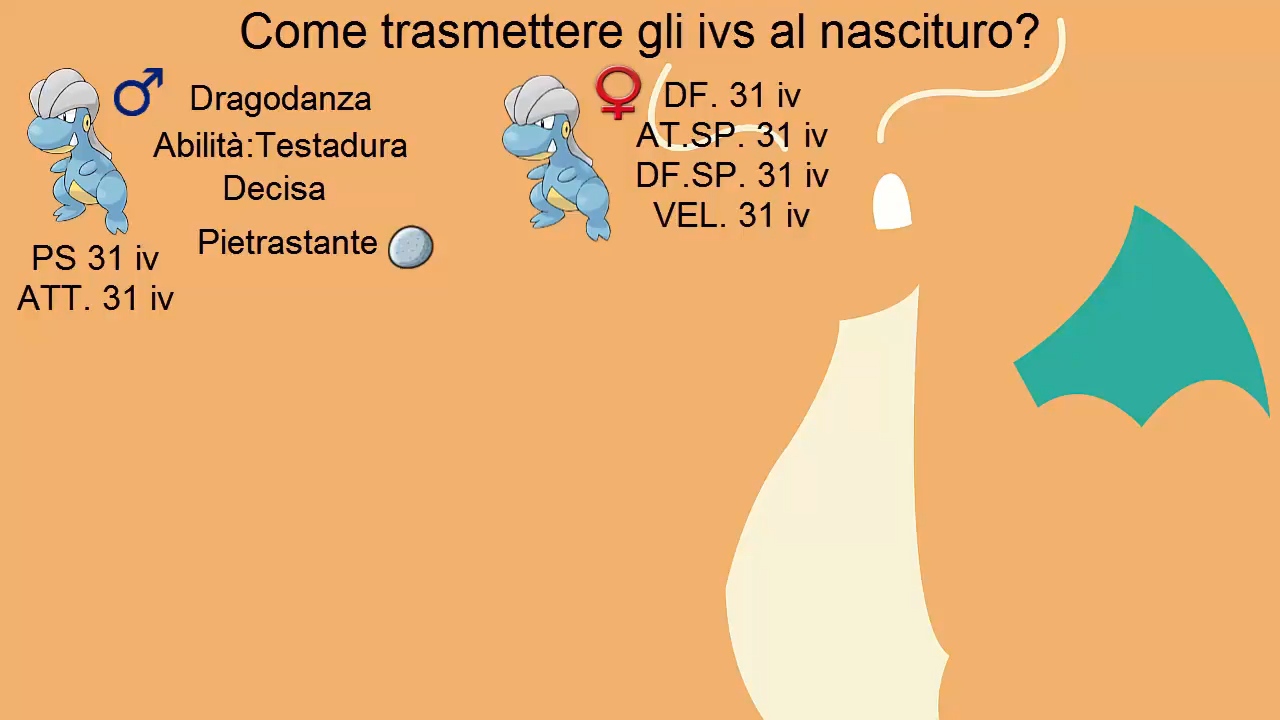 Come trasmettere gli ivs al nascituro?
Dragodanza
Abilità:Testadura
Decisa
Pietrastante
PS 31 iv
ATT. 31 iv
DF. 31 iv
AT.SP. 31 iv
DF.SP. 31 iv
VEL. 31 iv